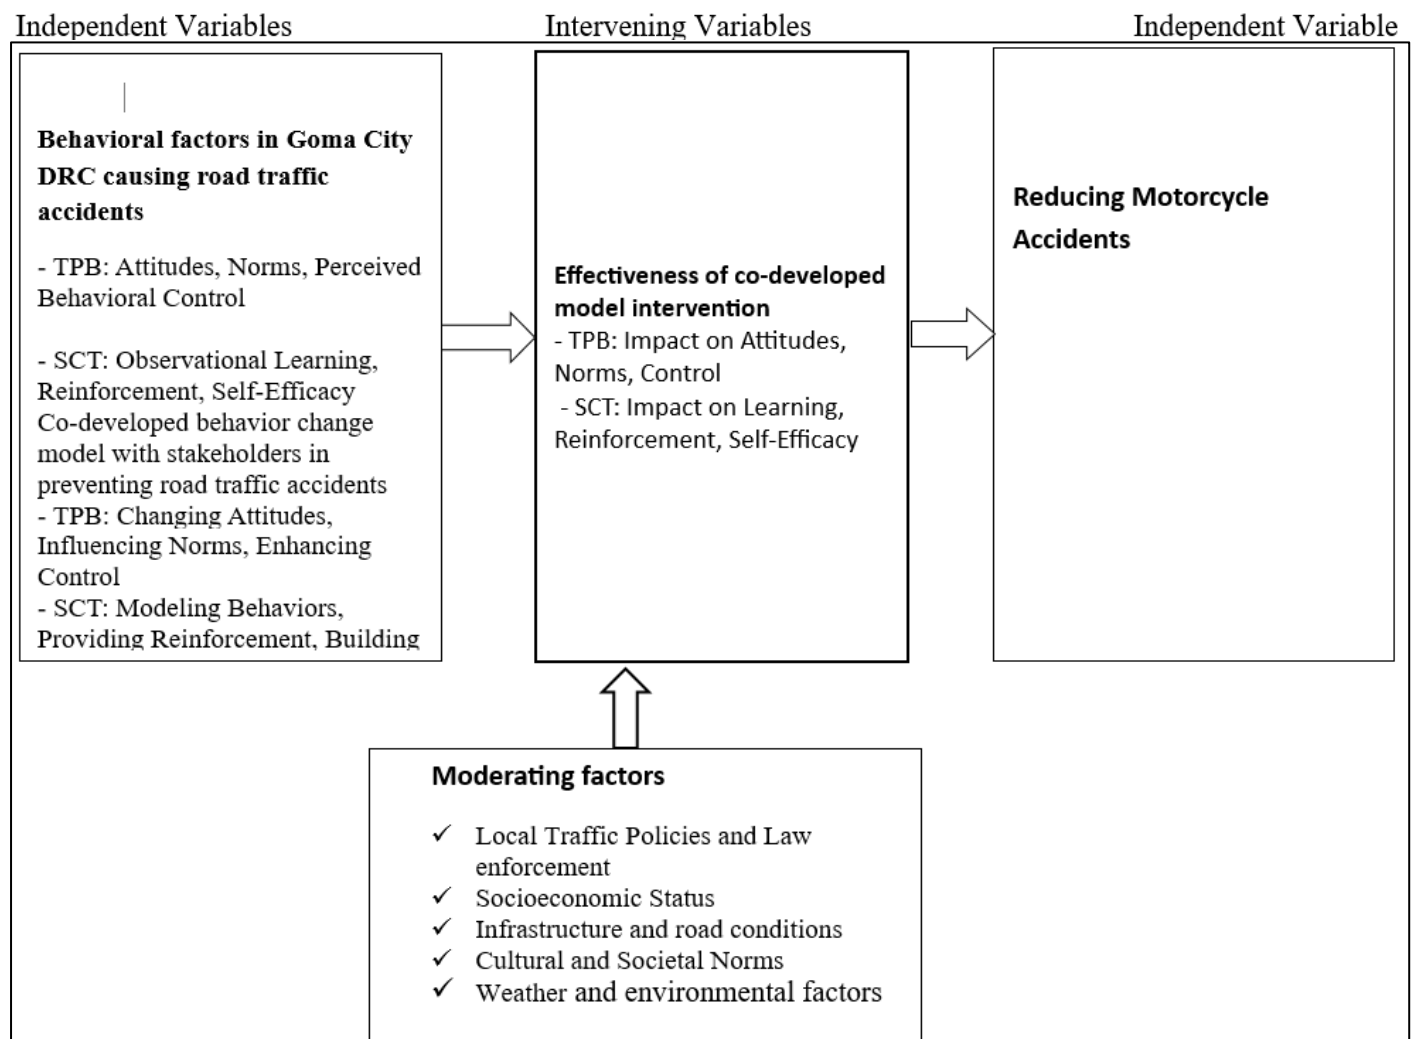 Independent Variables
Intervening Variables
Independent Variable
Behavioral factors in Goma City
DRC causing road traffic
accidents
- TPB: Attitudes, Norms, Perceived
Behavioral Control
- SCT: Observational Learning,
Reinforcement, Self-Efficacy
Co-developed behavior change
model with stakeholders in
preventing road traffic accidents
- TPB: Changing Attitudes,
Influencing Norms, Enhancing
Control
- SCT: Modeling Behaviors,
Providing Reinforcement, Building
Effectiveness of co-developed
model intervention
- TPB: Impact on Attitudes,
Norms, Control
- SCT: Impact on Learning,
Reinforcement, Self-Efficacy
Reducing Motorcycle
Accidents
Moderating factors
✓ Local Traffic Policies and Law
enforcement
✓ Socioeconomic Status
✓ Infrastructure and road conditions
✓ Cultural and Societal Norms
✓ Weather and environmental factors